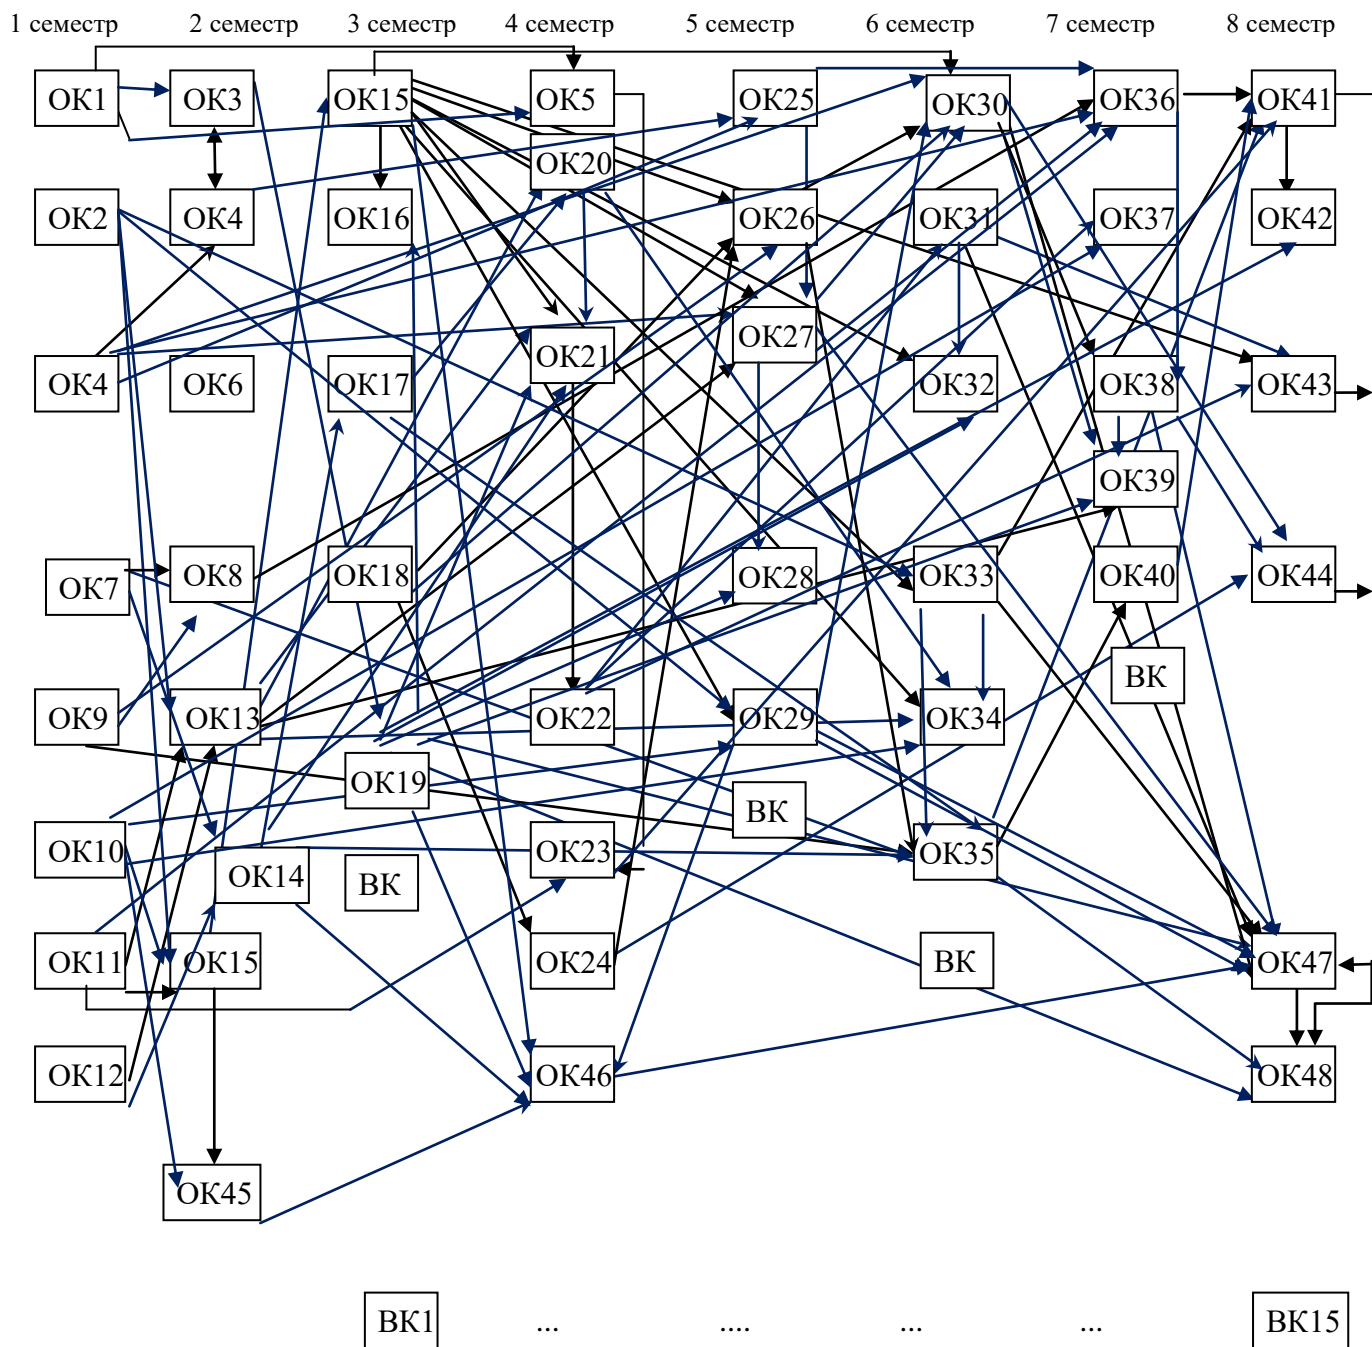 1 семестр 2 семестр 3 семестр 4 семестр 5 семестр 6 семестр 7 семестр 8 семестр
ОК1 ОК3 ОК15 ОК5 ОК25 ОК30 ОК36 ОК41
ОК20
ОК2 ОК4 ОК16 ОК26 ОК31 ОК37 ОК42
ОК21 ОК27
ОК4 ОК6 ОК17 ОК32 ОК38 ОК43
ОК39
ОК7 ОК8 ОК18 ОК28 ОК33 ОК40 ОК44
ВК
ОК9 ОК13 ОК22 ОК29 ОК34
ОК19 ВК
ОК10 ОК14 ВК ОК23 ОК35
ОК11 ОК15 ОК24 ВК ОК47
ОК12 ОК46 ОК48
ОК45
ВК1 ... .... ... ... ВК15